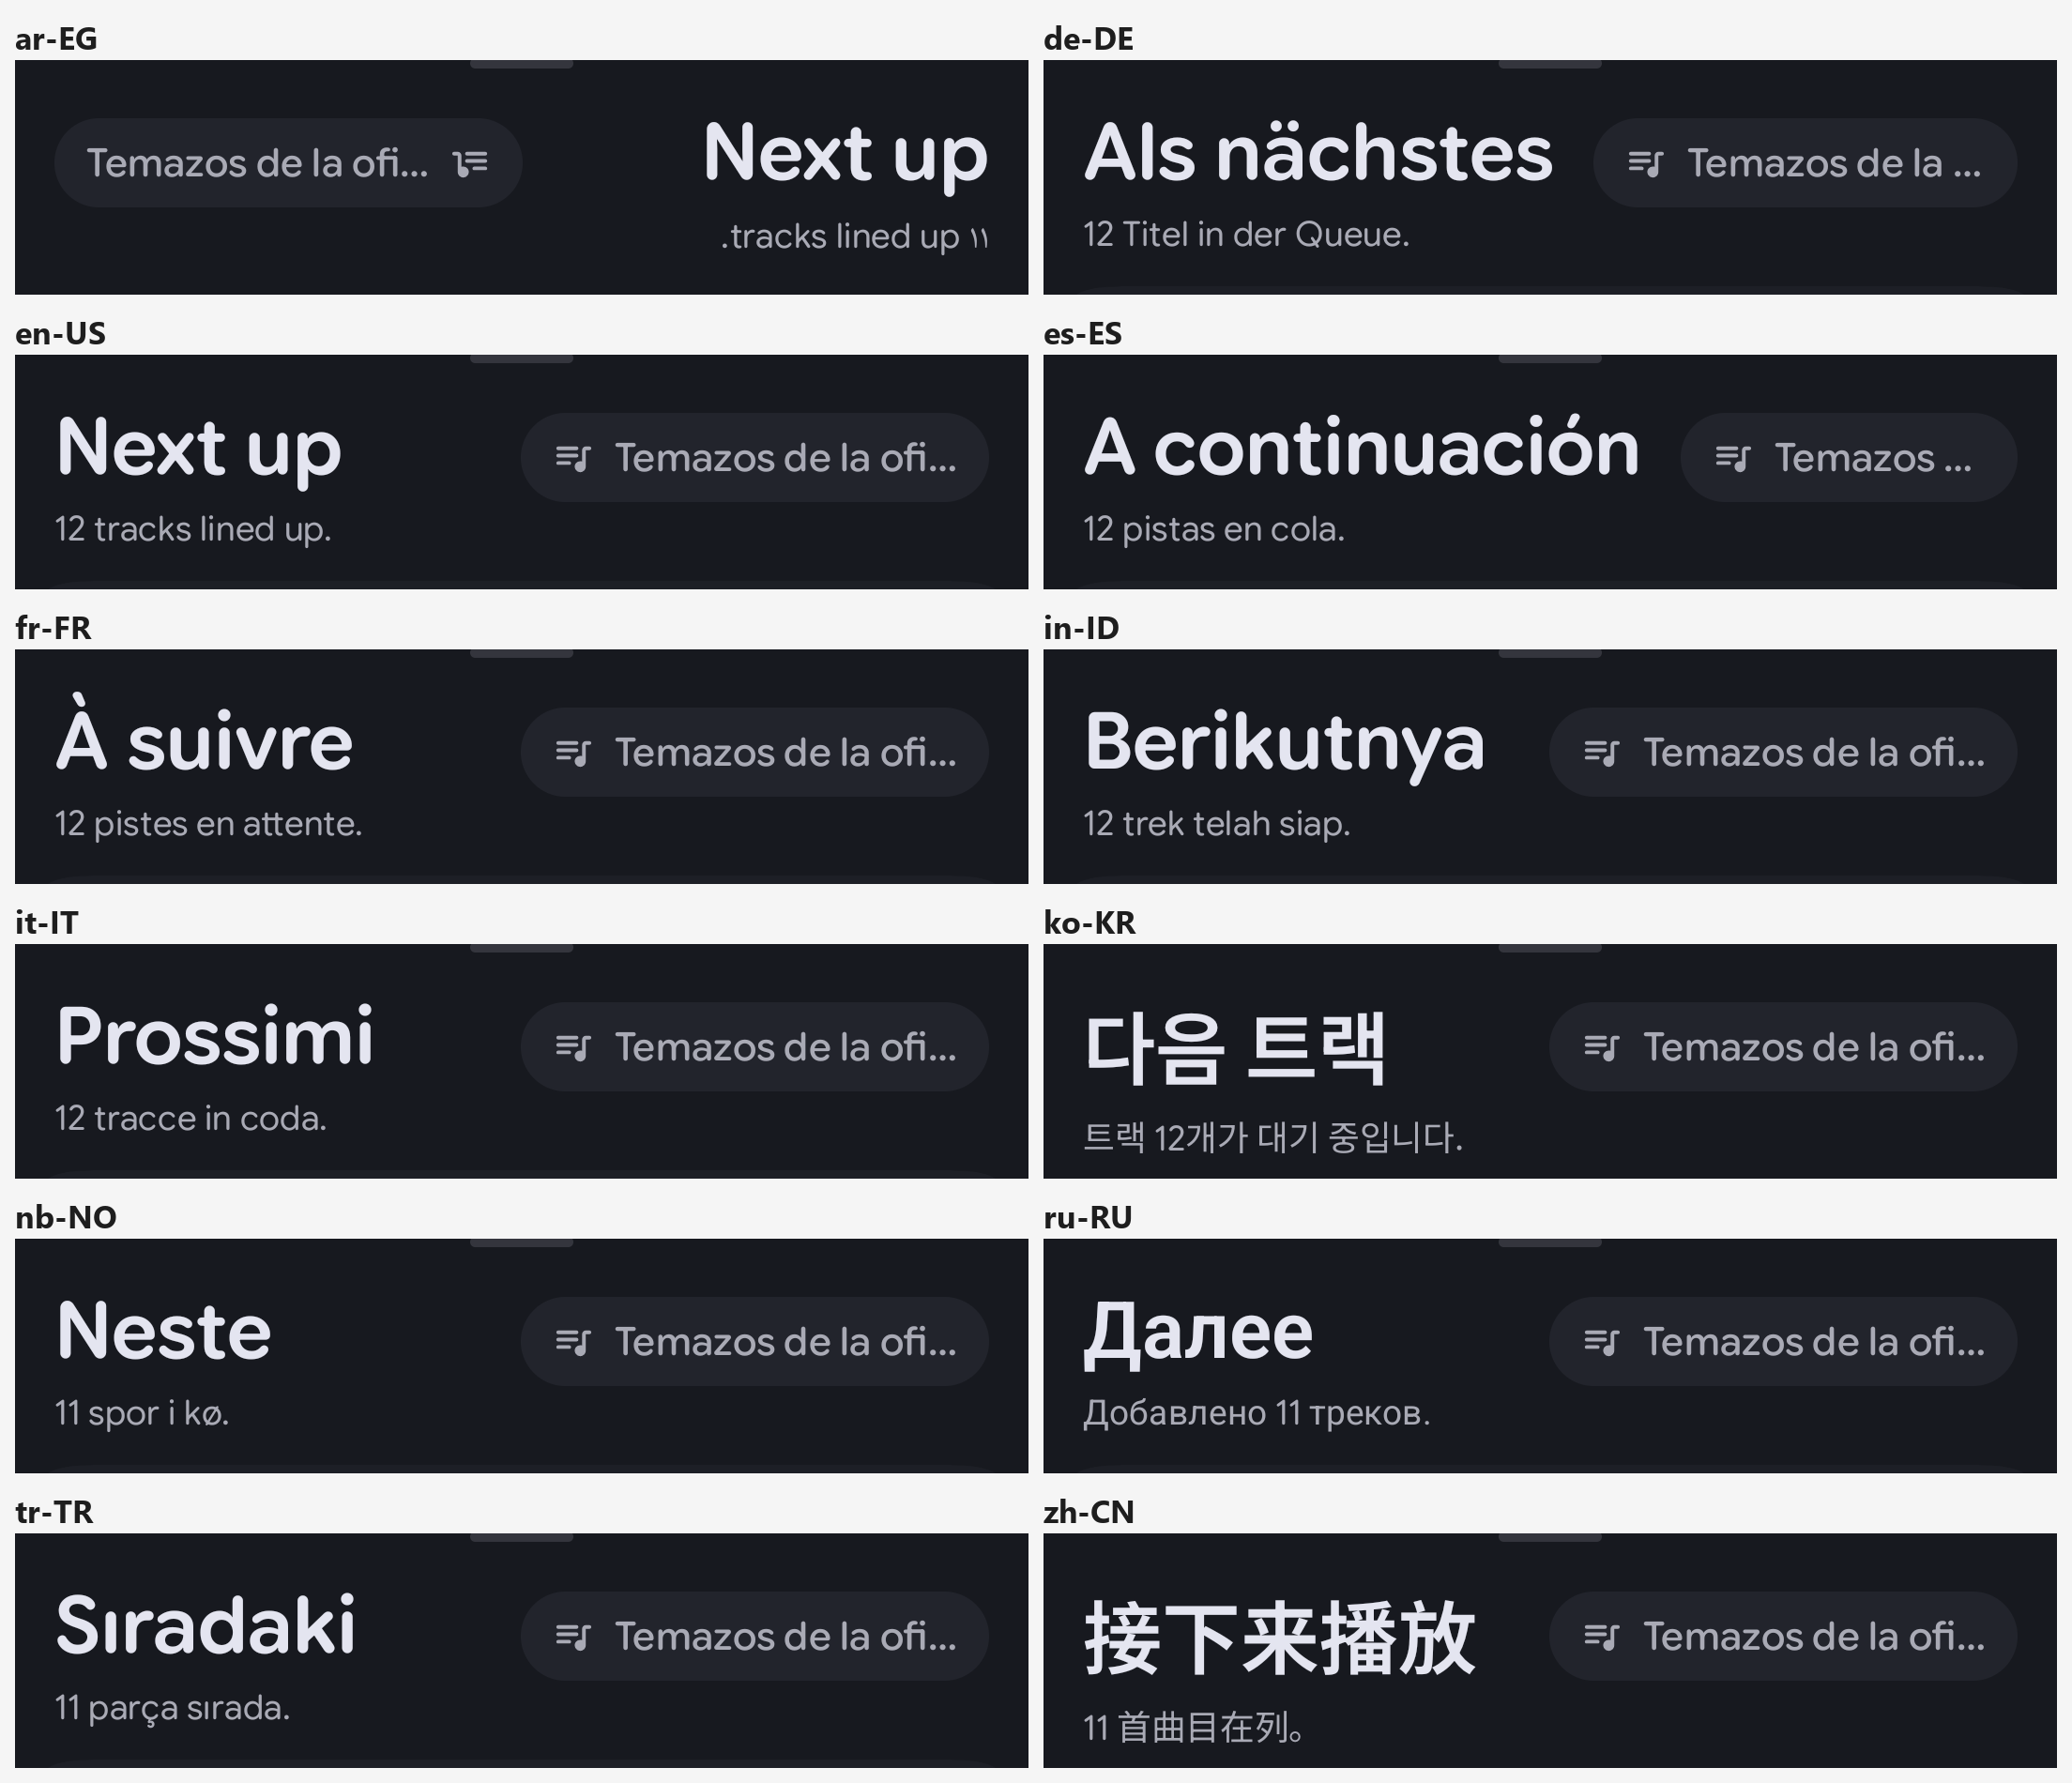 ar-EG
Next up
Temazos de la ofi...
١١ tracks lined up.
de-DE
Als nächstes
Temazos de la ...
12 Titel in der Queue.
en-US
Next up
Temazos de la ofi...
12 tracks lined up.
es-ES
A continuación
Temazos ...
12 pistas en cola.
fr-FR
À suivre
Temazos de la ofi...
12 pistes en attente.
in-ID
Berikutnya
Temazos de la ofi...
12 trek telah siap.
it-IT
Prossimi
Temazos de la ofi...
12 tracce in coda.
ko-KR
다음 트랙
Temazos de la ofi...
트랙 12개가 대기 중입니다.
nb-NO
Neste
Temazos de la ofi...
11 spor i kø.
ru-RU
Далее
Temazos de la ofi...
Добавлено 11 треков.
tr-TR
Sıradaki
Temazos de la ofi...
11 parça sırada.
zh-CN
接下来播放
Temazos de la ofi...
11 首曲目在列。